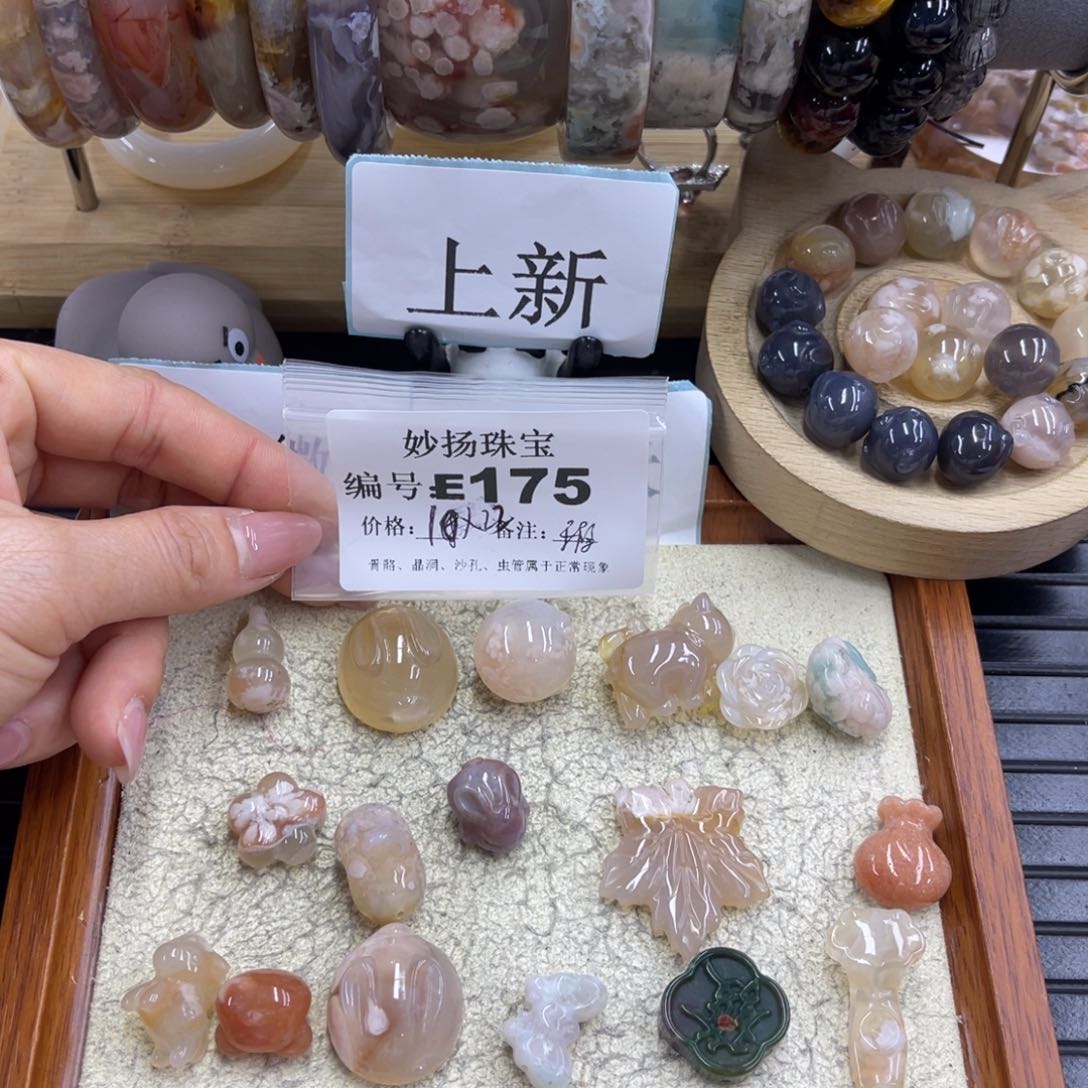 上新
妙扬珠宝
编号:E175
价格: 备注:
骨骼、晶洞、沙孔、虫管属于正常现象